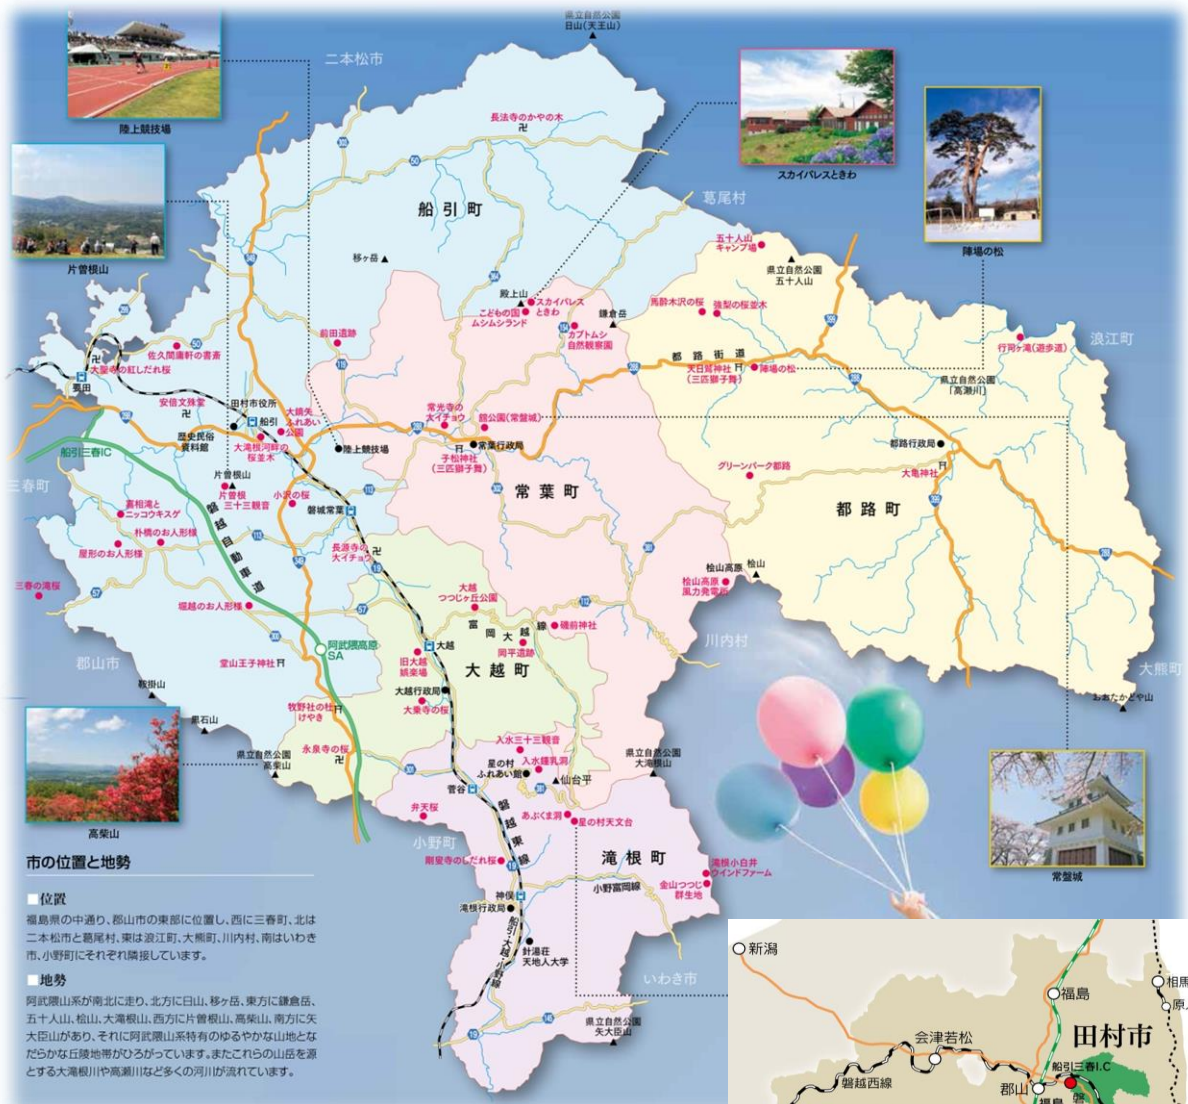 県立自然公園
日山(天王山)
二本松市
陸上競技場
長法寺のかやの木
スカイパレスときわ
葛尾村
船引町
陣場の松
五十人山
キャンプ場
片曽根山
移ヶ岳
県立自然公園
五十人山
殿上山
スカイパレス
ときわ
こどもの国
ムシムシランド
鎌倉岳
馬酔木沢の桜
強梨の桜並木
カブトムシ
自然観察園
前田遺跡
浪江町
行司ヶ滝(遊歩道)
佐久間庸軒の書斎
大聖寺の紅しだれ桜
都路街道
天日鷲神社
(三匹獅子舞)
陣場の松
要田
県立自然公園
「高瀬川」
安倍文殊堂
田村市役所
船引
大鏑矢
ふれあい
公園
常光寺の
大イチョウ
館公園(常盤城)
歴史民俗
資料館
大滝根河畔の
桜並木
陸上競技場
子松神社
(三匹獅子舞)
常葉行政局
都路行政局
船引三春IC
グリーンパーク都路
大亀神社
三春町
片曽根山
片曽根
三十三観音
小沢の桜
磐城常葉
常葉町
都路町
裏相滝と
ニッコウキスゲ
朴橋のお人形様
屋形のお人形様
磐越自動車道
長源寺の
大イチョウ
桧山高原
桧山
桧山高原
風力発電所
三春の滝桜
堀越のお人形様
大越
つつじヶ丘公園
富岡大越線
磯前神社
岡平遺跡
川内村
阿武隈高原
SA
郡山市
堂山王子神社
大越
旧大越
娯楽場
大越町
大熊町
鞍掛山
大越行政局
大乗寺の桜
おおたかどや山
牧野社の杜
けやき
黒石山
永泉寺の桜
県立自然公園
高柴山
入水三十三観音
星の村
ふれあい館
入水鍾乳洞
仙台平
県立自然公園
大滝根山
菅谷
弁天桜
あぶくま洞
星の村天文台
高柴山
小野町
磐越東線
滝根町
常盤城
市の位置と地勢
剛叟寺のしだれ桜
滝根小白井
ウインドファーム
金山つつじ
群生地
神俣
小野富岡線
滝根行政局
■位置
福島県の中通り、郡山市の東部に位置し、西に三春町、北は
二本松市と葛尾村、東は浪江町、大熊町、川内村、南はいわき
市、小野町にそれぞれ隣接しています。
船引・大越・小野線
針湯荘
天地人大学
いわき市
■地勢
阿武隈山系が南北に走り、北方に日山、移ヶ岳、東方に鎌倉岳、
五十人山、桧山、大滝根山、西方に片曽根山、高柴山、南方に矢
大臣山があり、それに阿武隈山系特有のゆるやかな山地とな
だらかな丘陵地帯がひろがっています。またこれらの山岳を源
とする大滝根川や高瀬川など多くの河川が流れています。
県立自然公園
矢大臣山
新潟
福島
相馬
田村市
会津若松
船引三春I.C
磐越西線
郡山